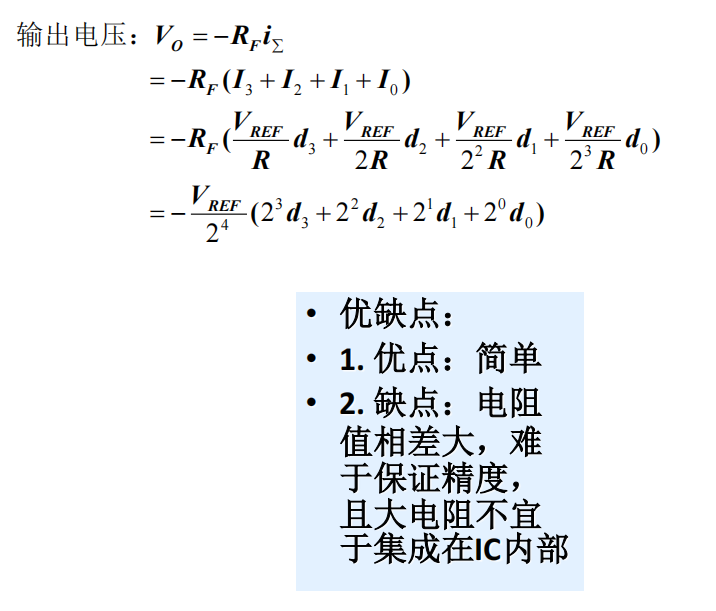 输出电压：V_O = -R_F i_Σ
= -R_F (I_3 + I_2 + I_1 + I_0)
= -R_F (\frac{V_{REF}}{R} d_3 + \frac{V_{REF}}{2R} d_2 + \frac{V_{REF}}{2^2 R} d_1 + \frac{V_{REF}}{2^3 R} d_0)
= -\frac{V_{REF}}{2^4} (2^3 d_3 + 2^2 d_2 + 2^1 d_1 + 2^0 d_0)
• 优缺点：
• 1. 优点：简单
• 2. 缺点：电阻
值相差大，难
于保证精度，
且大电阻不宜
于集成在IC内部